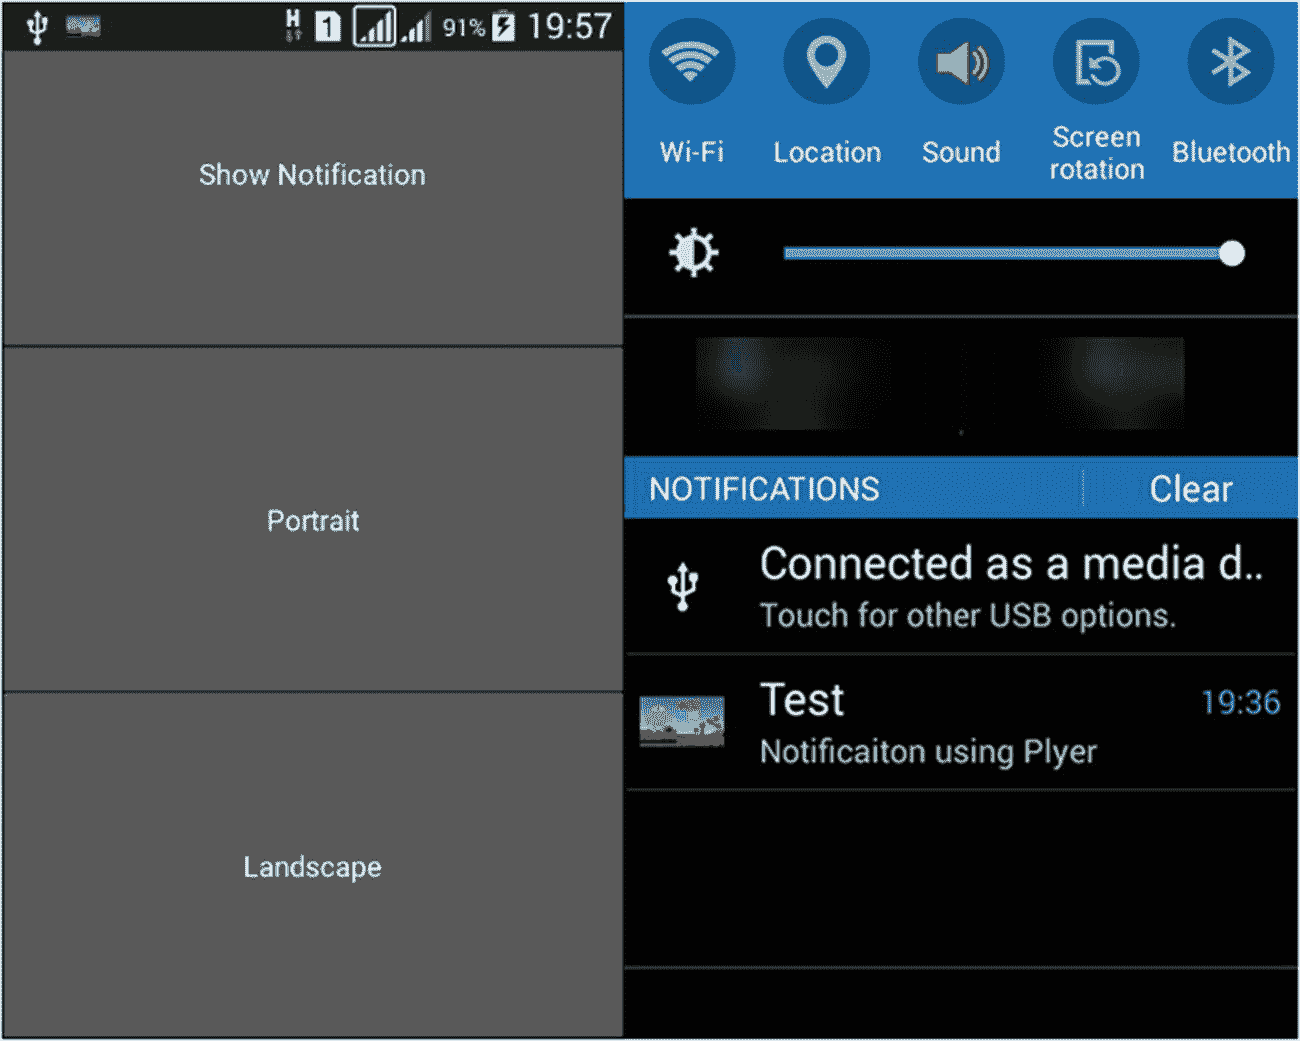 H 1 91% 19:57
Show Notification
Portrait
Landscape
Wi-Fi
Location
Sound
Screen
rotation
Bluetooth
NOTIFICATIONS
Clear
Connected as a media d..
Touch for other USB options.
Test 19:36
Notificaiton using Plyer